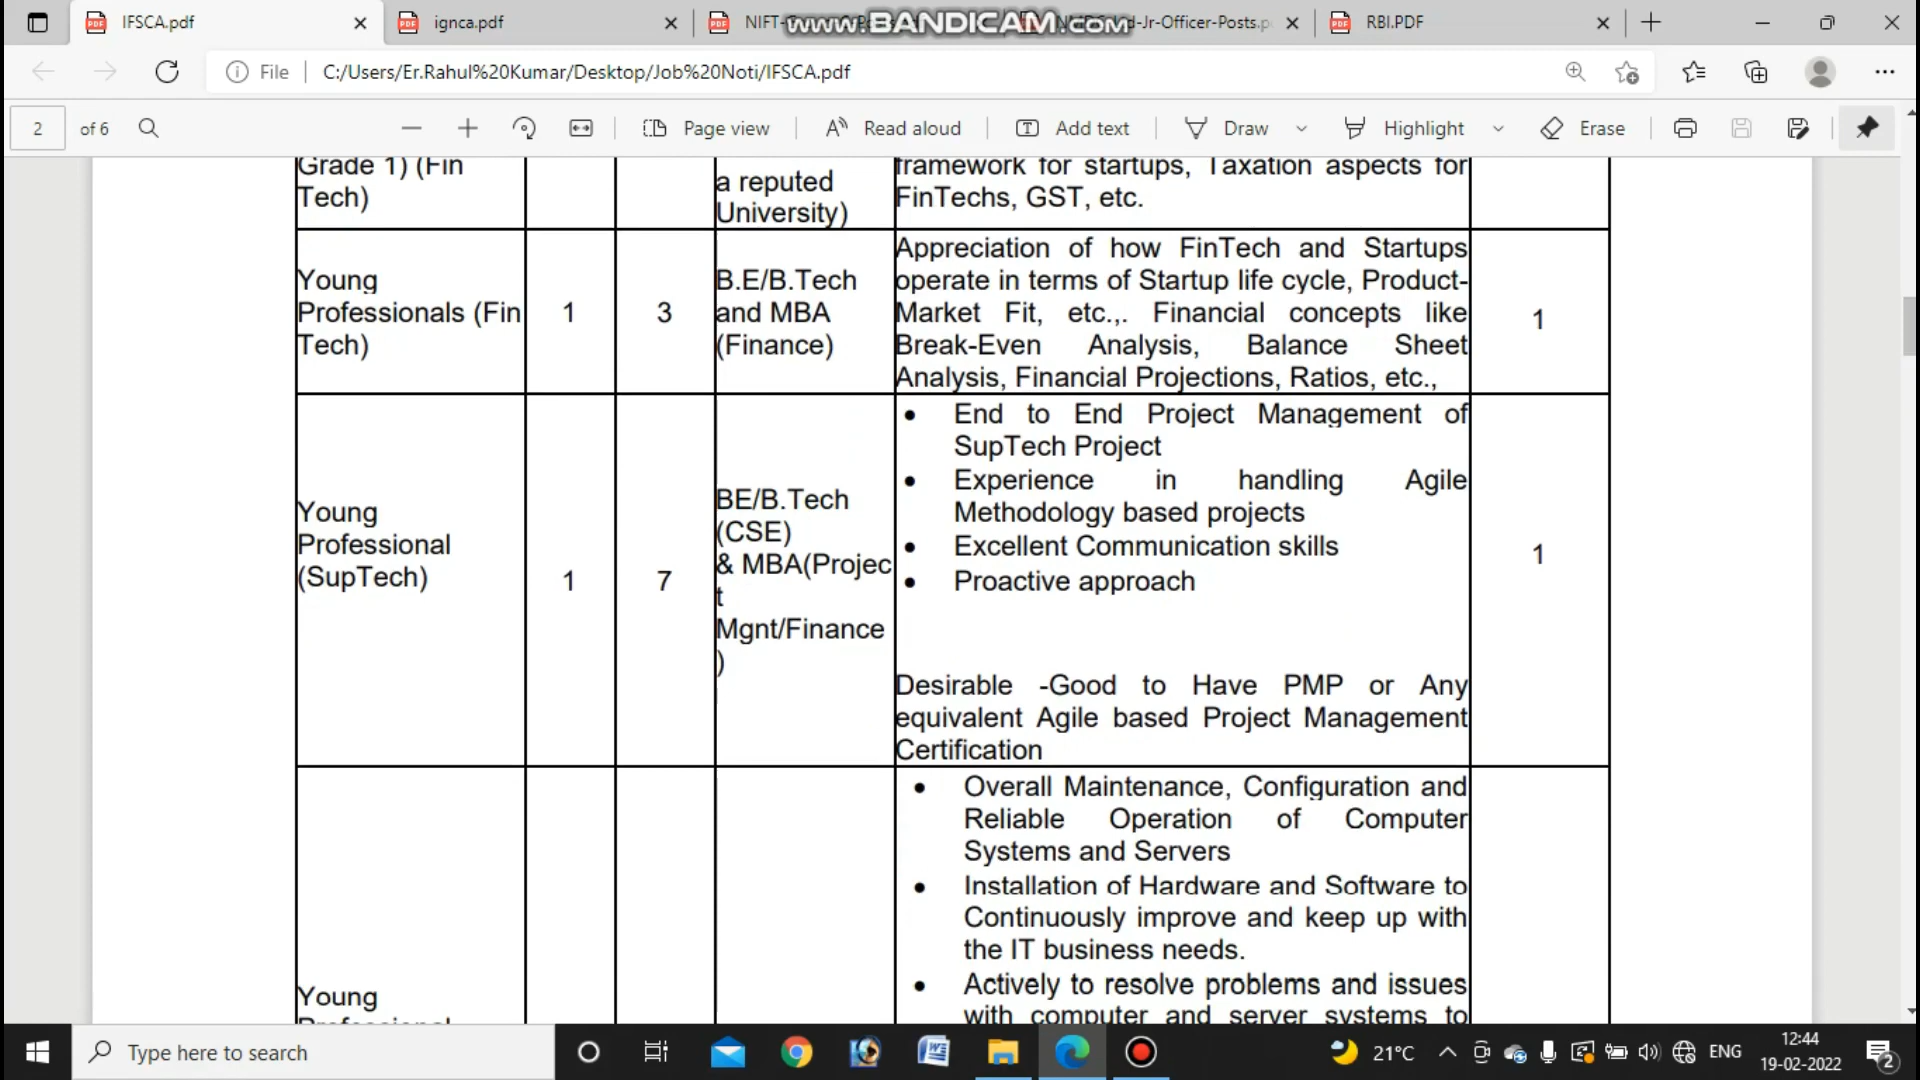 IFSCA.pdf
ignca.pdf
NIFT-
www.BANDICAM.com
-Jr-Officer-Posts.p
RBI.PDF
File
C:/Users/Er.Rahul%20Kumar/Desktop/Job%20Noti/IFSCA.pdf
2 of 6
Page view
Read aloud
Add text
Draw
Highlight
Erase
Grade 1) (Fin
Tech)
a reputed
University)
framework for startups, Taxation aspects for
FinTechs, GST, etc.
Young
Professionals (Fin
Tech)
1
3
B.E/B.Tech
and MBA
(Finance)
Appreciation of how FinTech and Startups
operate in terms of Startup life cycle, Product-
Market Fit, etc.,. Financial concepts like
Break-Even Analysis, Balance Sheet
Analysis, Financial Projections, Ratios, etc.,
1
Young
Professional
(SupTech)
1
7
BE/B.Tech
(CSE)
& MBA(Projec
t
Mgnt/Finance
)
• End to End Project Management of
SupTech Project
• Experience in handling Agile
Methodology based projects
• Excellent Communication skills
• Proactive approach
Desirable -Good to Have PMP or Any
equivalent Agile based Project Management
Certification
1
Young
Professional
• Overall Maintenance, Configuration and
Reliable Operation of Computer
Systems and Servers
• Installation of Hardware and Software to
Continuously improve and keep up with
the IT business needs.
• Actively to resolve problems and issues
with computer and server systems to
Type here to search
21°C
ENG
12:44
19-02-2022
2